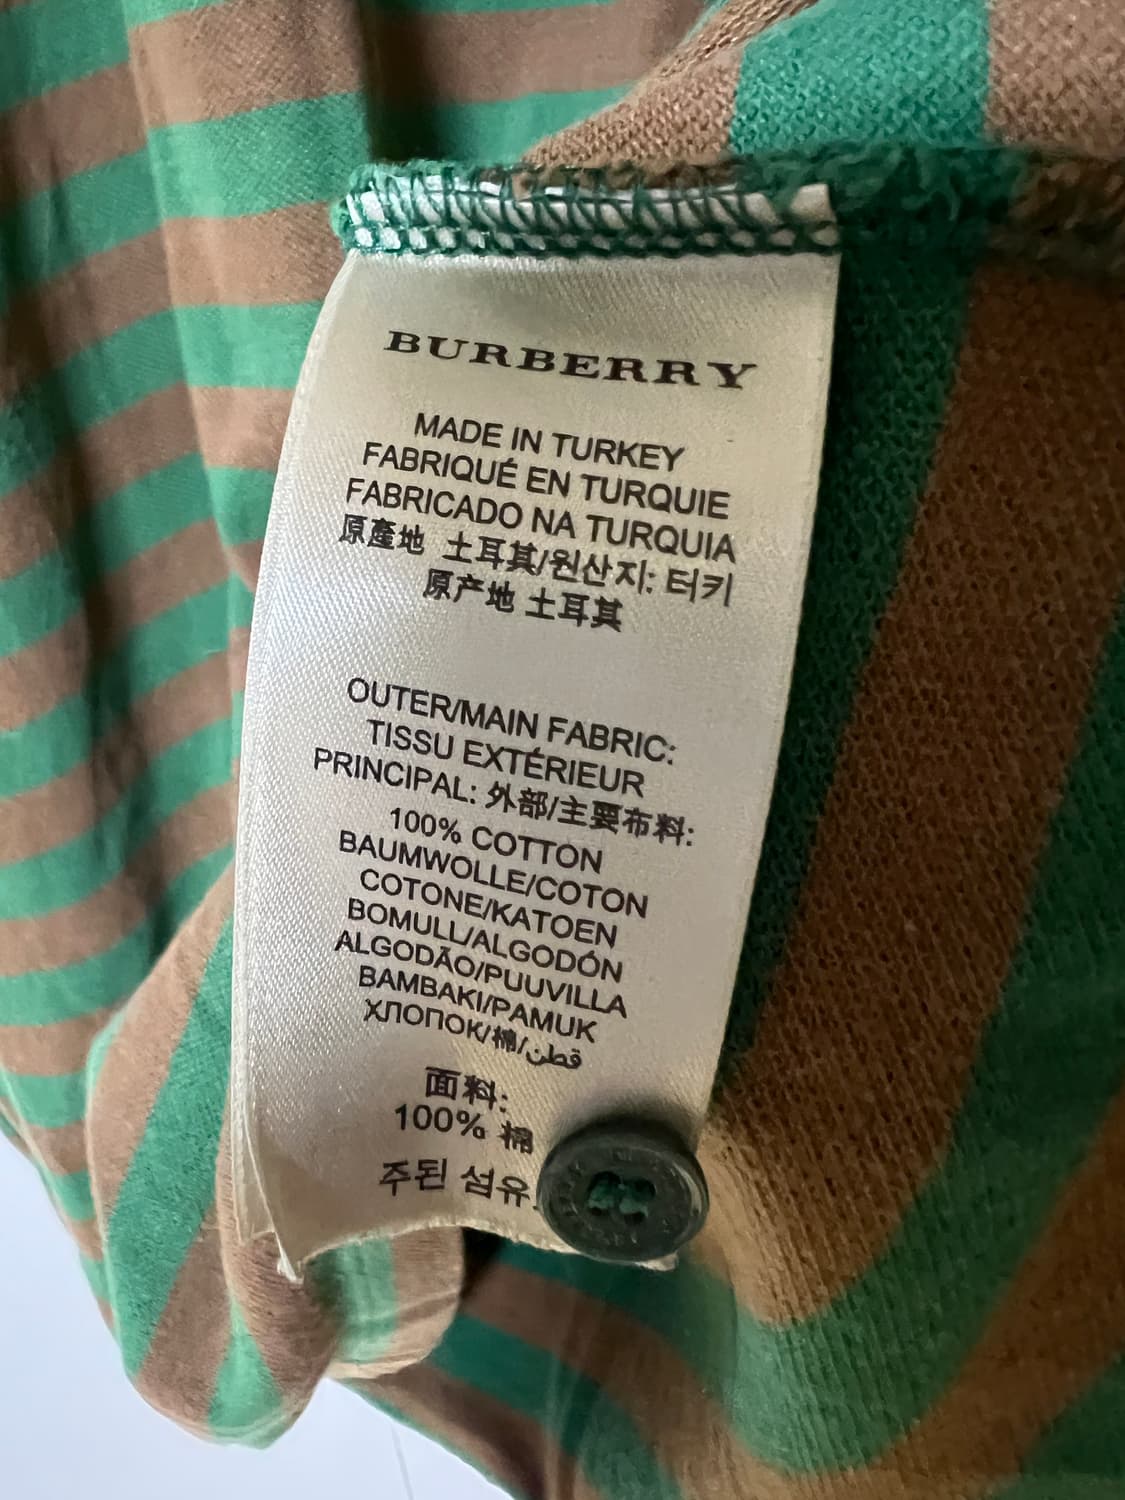 BURBERRY
MADE IN TURKEY
FABRIQUÉ EN TURQUIE
FABRICADO NA TURQUIA
原產地 土耳其/원산지: 터키
原产地 土耳其
OUTER/MAIN FABRIC:
TISSU EXTÉRIEUR
PRINCIPAL: 外部/主要布料:
100% COTTON
BAUMWOLLE/COTON
COTONE/KATOEN
BOMULL/ALGODÓN
ALGODÃO/PUUVILLA
BAMBAKI/PAMUK
ХЛОПОК/棉/قطن
面料:
100% 棉
주된 섬유: